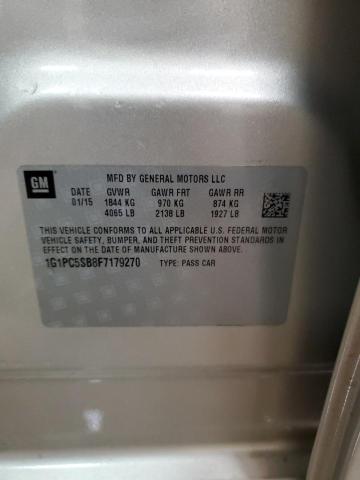 MFD BY GENERAL MOTORS LLC
GM
DATE GVWR GAWR FRT GAWR RR
01/15 1844 KG 970 KG 874 KG
4065 LB 2138 LB 1927 LB
THIS VEHICLE CONFORMS TO ALL APPLICABLE U.S. FEDERAL MOTOR
VEHICLE SAFETY, BUMPER, AND THEFT PREVENTION STANDARDS
IN EFFECT ON THE DATE OF MANUFACTURE SHOWN ABOVE.
1G1PC5SB8F7179270 TYPE: PASS CAR